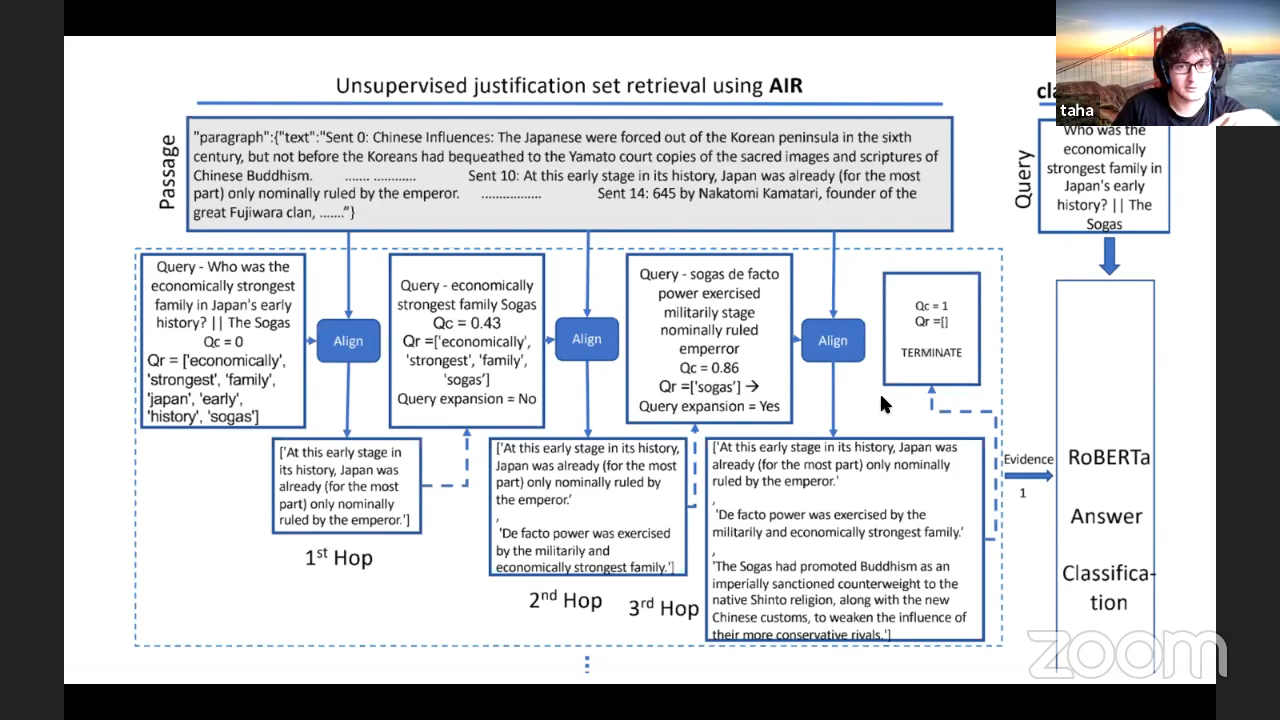 Unsupervised justification set retrieval using AIR
Passage
"paragraph":{"text":"Sent 0: Chinese Influences: The Japanese were forced out of the Korean peninsula in the sixth
century, but not before the Koreans had bequeathed to the Yamato court copies of the sacred images and scriptures of
Chinese Buddhism. ....... ............ Sent 10: At this early stage in its history, Japan was already (for the most
part) only nominally ruled by the emperor. ................. Sent 14: 645 by Nakatomi Kamatari, founder of the
great Fujiwara clan, ......."}
Query - Who was the
economically strongest
family in Japan's early
history? || The Sogas
Qc = 0
Qr = ['economically',
'strongest', 'family',
'japan', 'early',
'history', 'sogas']
Align
['At this early stage in
its history, Japan was
already (for the most
part) only nominally
ruled by the emperor.']
1st Hop
Query - economically
strongest family Sogas
Qc = 0.43
Qr =['economically',
'strongest', 'family',
'sogas']
Query expansion = No
Align
['At this early stage in its history,
Japan was already (for the most
part) only nominally ruled by
the emperor.'
,
'De facto power was exercised
by the militarily and
economically strongest family.']
2nd Hop
Query - sogas de facto
power exercised
militarily stage
nominally ruled
emperror
Qc = 0.86
Qr =['sogas'] →
Query expansion = Yes
Align
['At this early stage in its history, Japan was
already (for the most part) only nominally
ruled by the emperor.'
,
'De facto power was exercised by the
militarily and economically strongest family.'
,
'The Sogas had promoted Buddhism as an
imperially sanctioned counterweight to the
native Shinto religion, along with the new
Chinese customs, to weaken the influence of
their more conservative rivals.']
3rd Hop
Qc = 1
Qr =[]
TERMINATE
Evidence
1
taha
Query
Who was the
economically
strongest family in
Japan's early
history? || The
Sogas
RoBERTa
Answer
Classifica-
tion
zoom